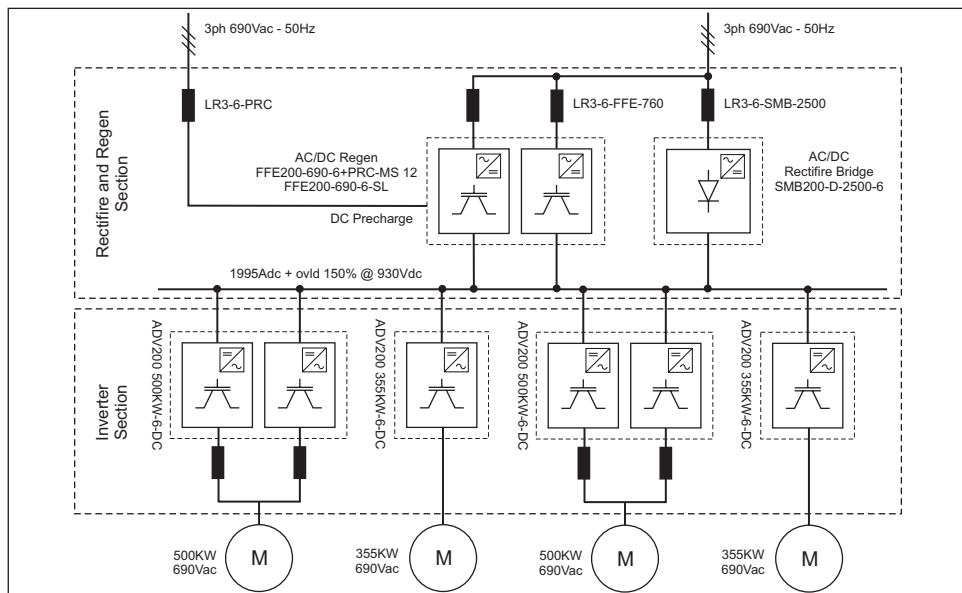 3ph 690Vac - 50Hz
3ph 690Vac - 50Hz
LR3-6-PRC
LR3-6-FFE-760
LR3-6-SMB-2500
Rectifire and Regen
Section
AC/DC Regen
FFE200-690-6+PRC-MS 12
FFE200-690-6-SL
DC Precharge
AC/DC
Rectifire Bridge
SMB200-D-2500-6
1995Adc + ovld 150% @ 930Vdc
Inverter
Section
ADV200 500KW-6-DC
ADV200 355KW-6-DC
ADV200 500KW-6-DC
ADV200 355KW-6-DC
500KW
690Vac
M
355KW
690Vac
M
500KW
690Vac
M
355KW
690Vac
M